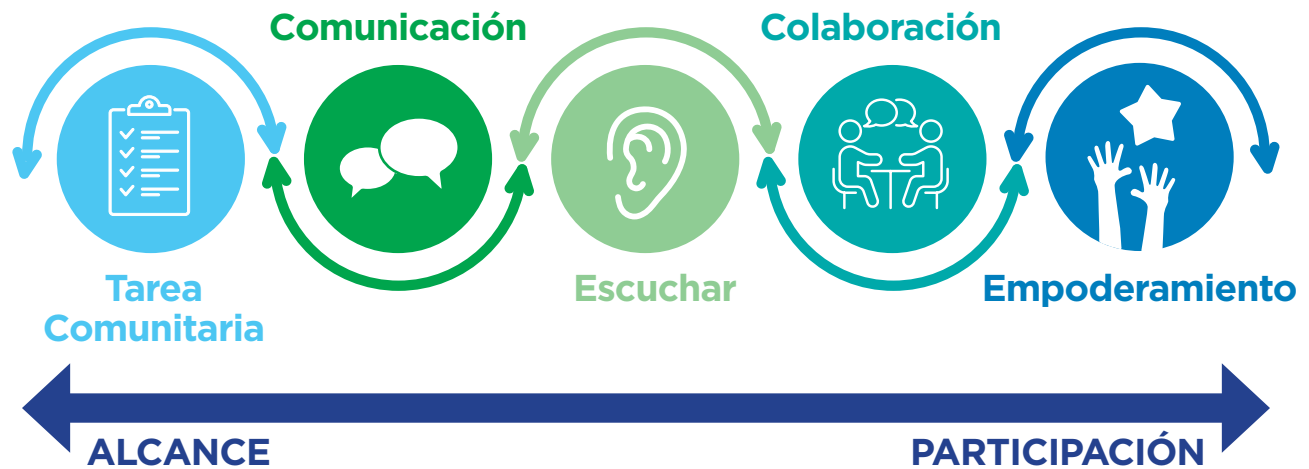 Comunicación
Colaboración
Tarea
Comunitaria
Escuchar
Empoderamiento
ALCANCE
PARTICIPACIÓN